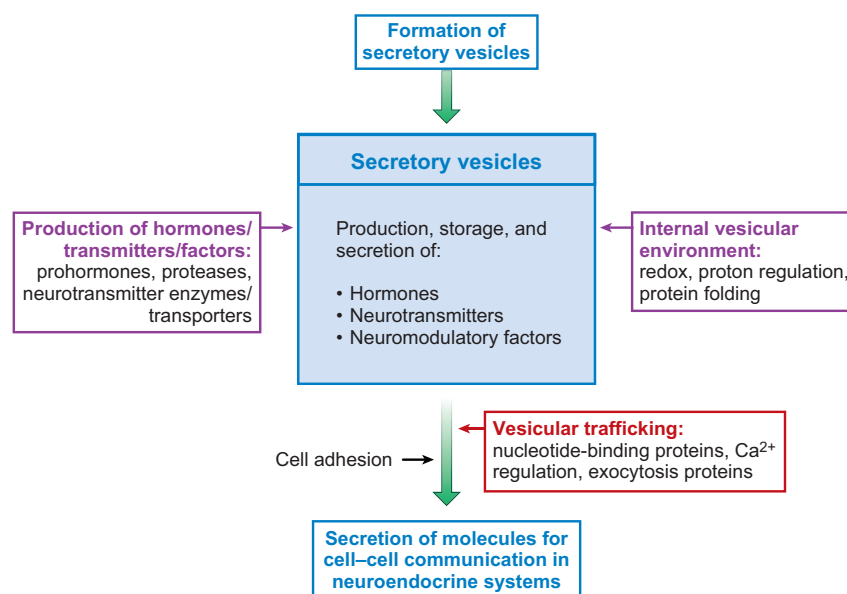 Formation of
secretory vesicles
Secretory vesicles
Production of hormones/
transmitters/factors:
prohormones, proteases,
neurotransmitter enzymes/
transporters
Production, storage, and
secretion of:
• Hormones
• Neurotransmitters
• Neuromodulatory factors
Internal vesicular
environment:
redox, proton regulation,
protein folding
Vesicular trafficking:
nucleotide-binding proteins, Ca²⁺
regulation, exocytosis proteins
Cell adhesion
Secretion of molecules for
cell–cell communication in
neuroendocrine systems